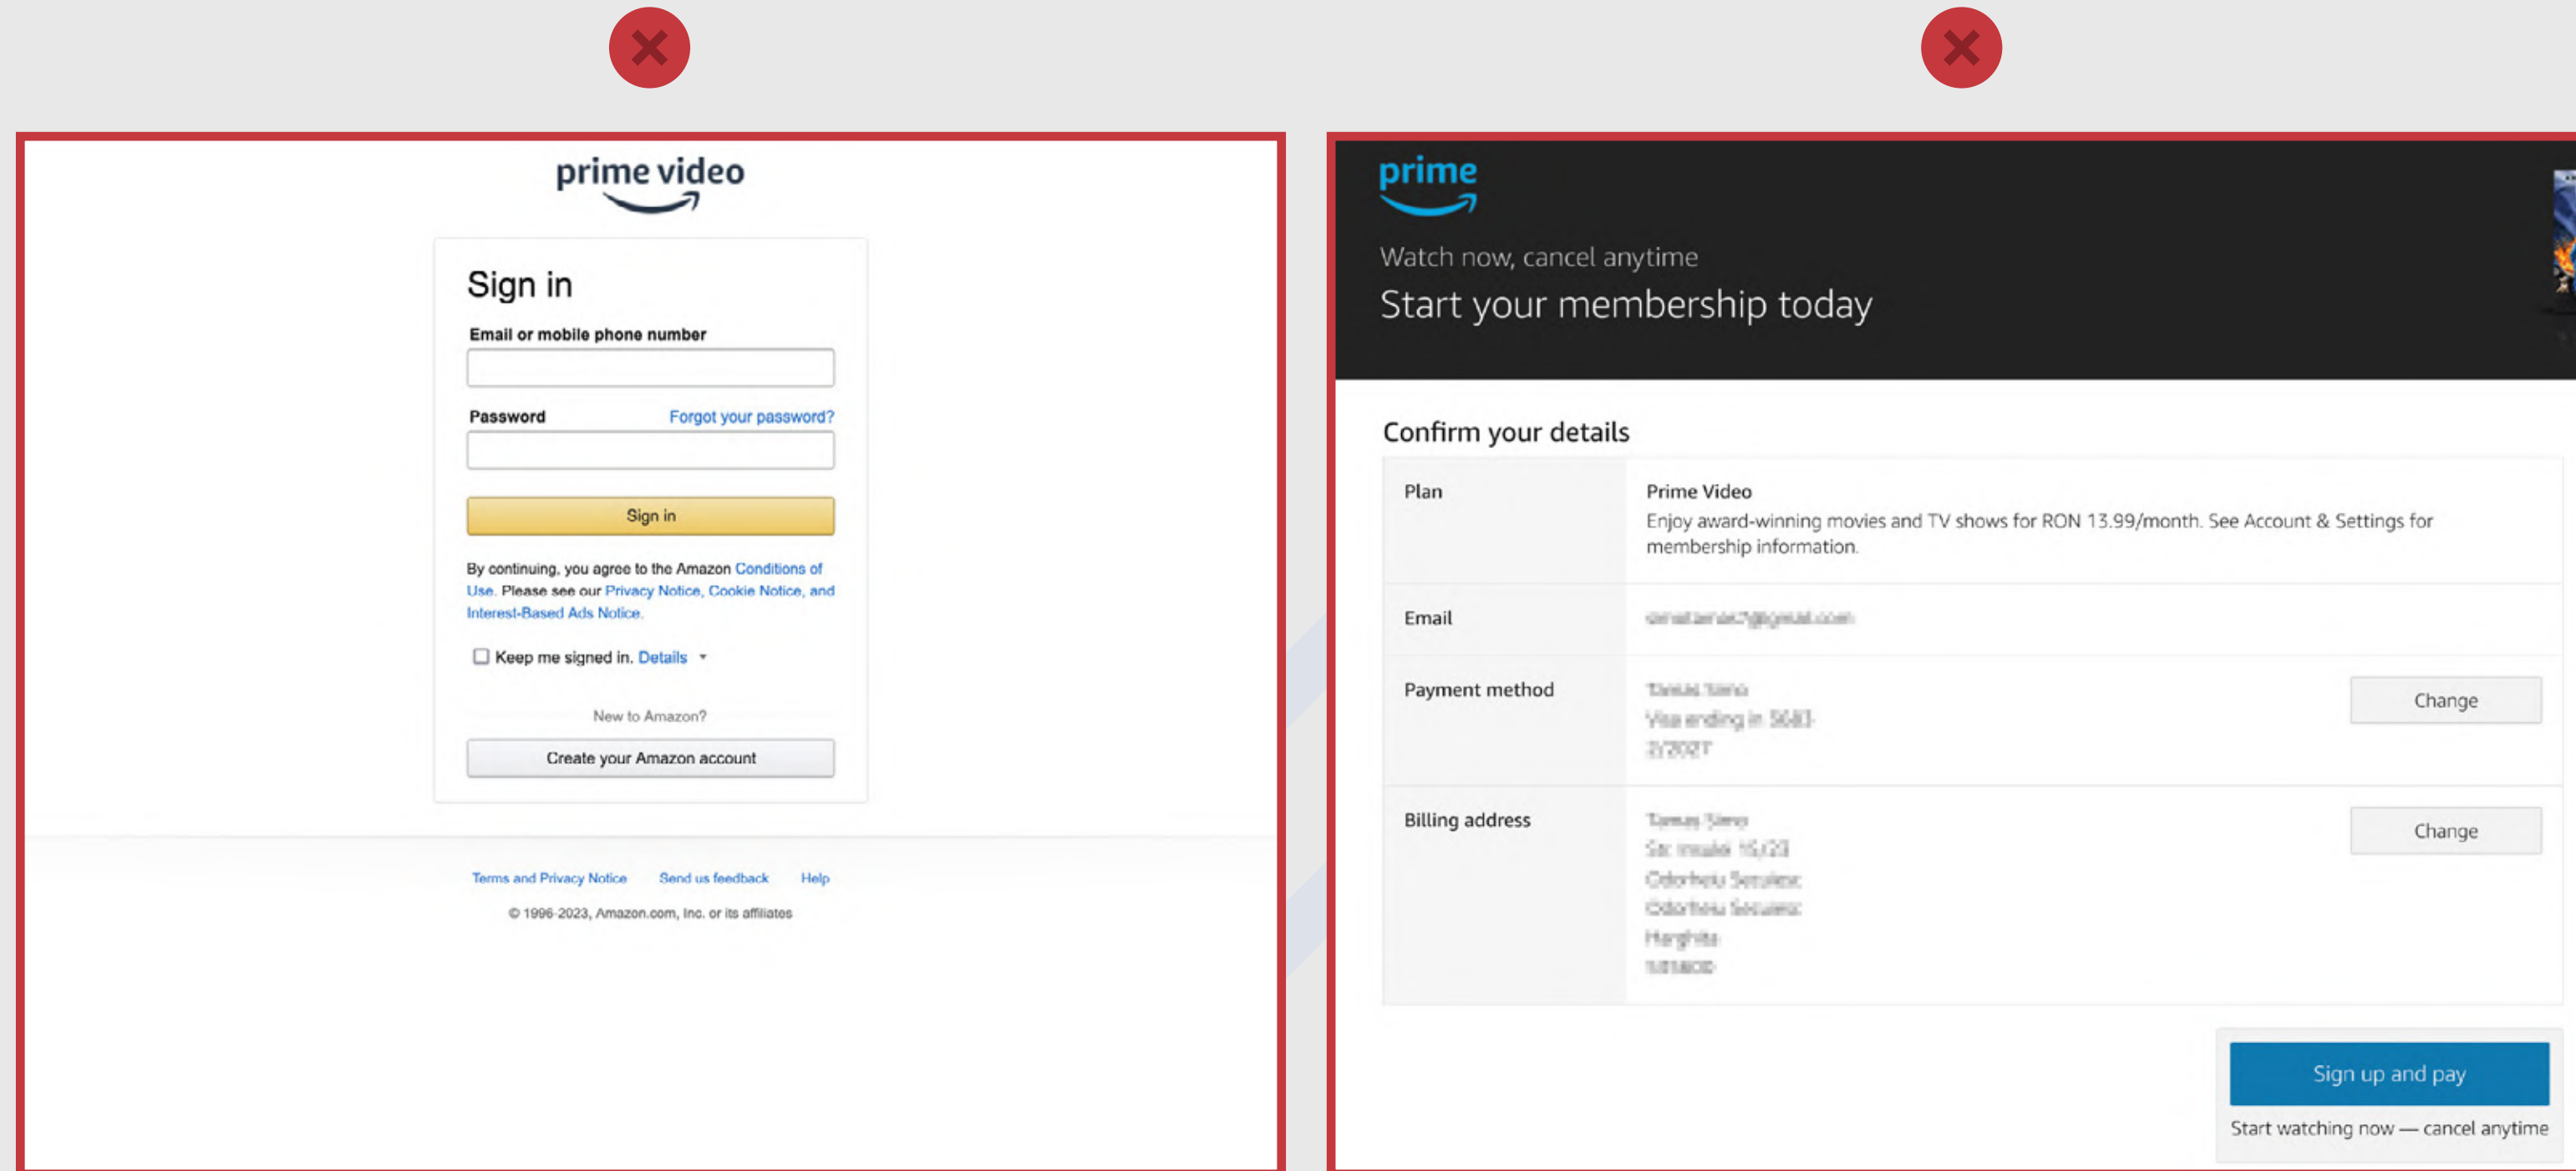 prime video
Sign in
Email or mobile phone number
Password Forgot your password?
Sign in
By continuing, you agree to the Amazon Conditions of
Use. Please see our Privacy Notice, Cookie Notice, and
Interest-Based Ads Notice.
Keep me signed in. Details
New to Amazon?
Create your Amazon account
Terms and Privacy Notice Send us feedback Help
© 1996-2023, Amazon.com, Inc. or its affiliates
prime
Watch now, cancel anytime
Start your membership today
Confirm your details
Plan
Prime Video
Enjoy award-winning movies and TV shows for RON 13.99/month. See Account & Settings for
membership information.
Email
Payment method
Change
Billing address
Change
Sign up and pay
Start watching now — cancel anytime